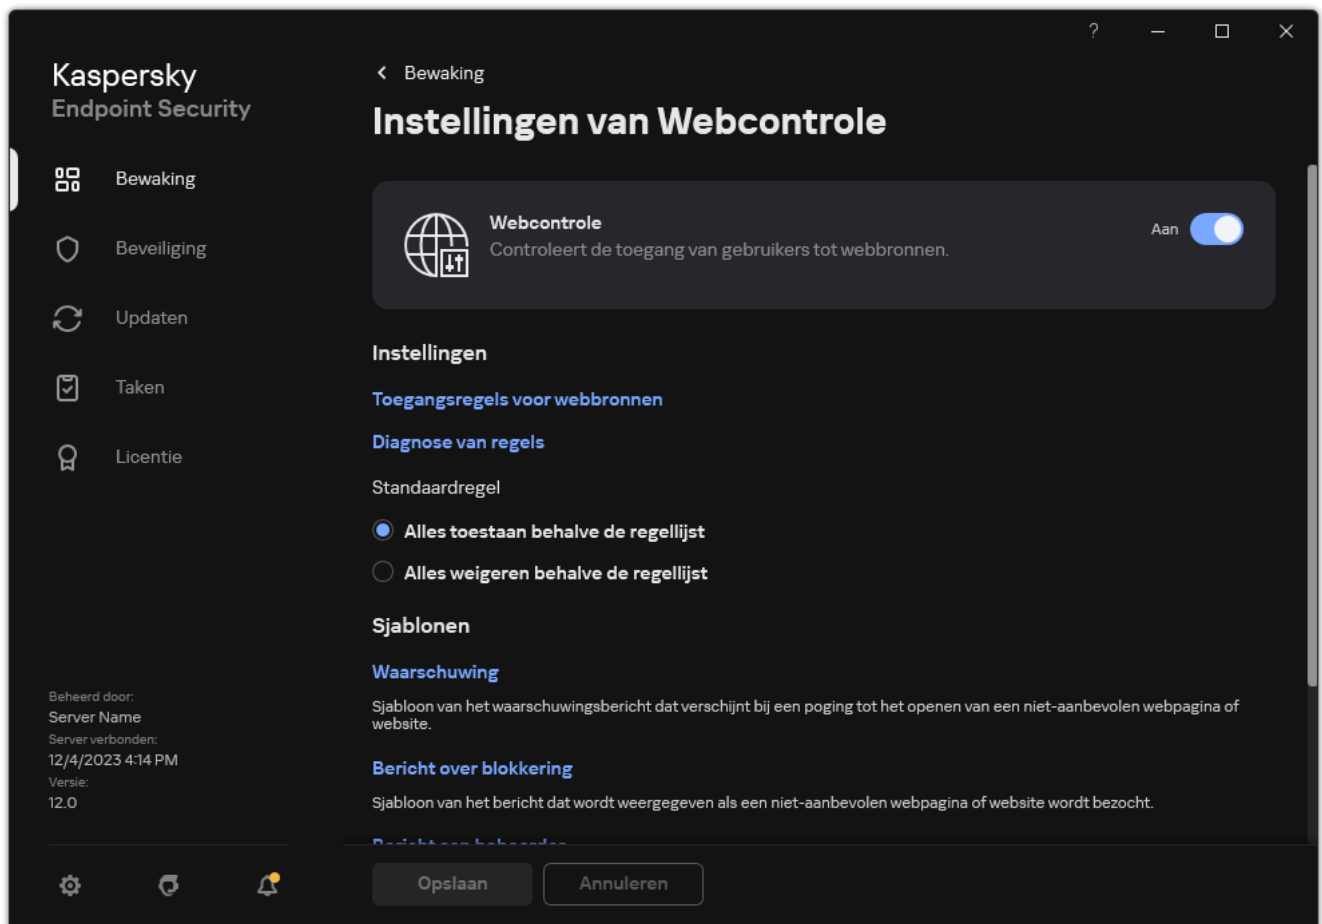 ?
Kaspersky
Endpoint Security
Bewaking
Beveiliging
Updaten
Taken
Licentie
Beheerd door:
Server Name
Server verbonden:
12/4/2023 4:14 PM
Versie:
12.0
Bewaking
Instellingen van Webcontrole
Webcontrole
Controleert de toegang van gebruikers tot webbronnen.
Aan
Instellingen
Toegangsregels voor webbronnen
Diagnose van regels
Standaardregel
Alles toestaan behalve de regellijst
Alles weigeren behalve de regellijst
Sjablonen
Waarschuwing
Sjabloon van het waarschuwingsbericht dat verschijnt bij een poging tot het openen van een niet-aanbevolen webpagina of
website.
Bericht over blokkering
Sjabloon van het bericht dat wordt weergegeven als een niet-aanbevolen webpagina of website wordt bezocht.
Opslaan
Annuleren